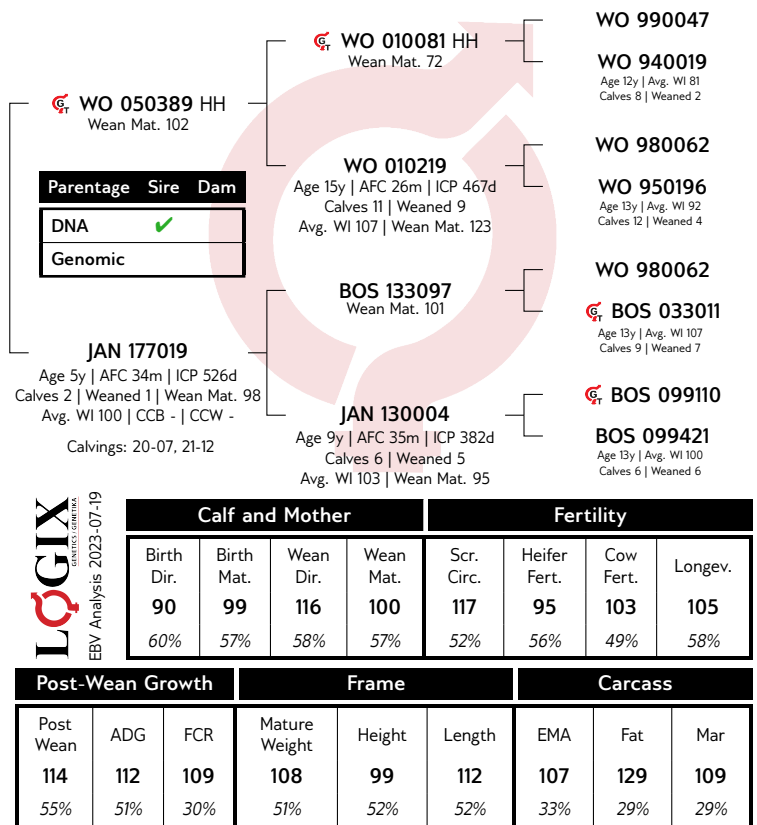 WO 990047
GT WO 010081 HH
Wean Mat. 72
WO 940019
Age 12y | Avg. WI 81
Calves 8 | Weaned 2
GT WO 050389 HH
Wean Mat. 102
WO 980062
WO 010219
Age 15y | AFC 26m | ICP 467d
Calves 11 | Weaned 9
Avg. WI 107 | Wean Mat. 123
WO 950196
Age 13y | Avg. WI 92
Calves 12 | Weaned 4
Parentage Sire Dam
DNA ✔
Genomic
WO 980062
BOS 133097
Wean Mat. 101
GT BOS 033011
Age 13y | Avg. WI 107
Calves 9 | Weaned 7
JAN 177019
Age 5y | AFC 34m | ICP 526d
Calves 2 | Weaned 1 | Wean Mat. 98
Avg. WI 100 | CCB - | CCW -
Calvings: 20-07, 21-12
GT BOS 099110
JAN 130004
Age 9y | AFC 35m | ICP 382d
Calves 6 | Weaned 5
Avg. WI 103 | Wean Mat. 95
BOS 099421
Age 13y | Avg. WI 100
Calves 6 | Weaned 6
LOGIX
GENETICS | GENETIKA
EBV Analysis 2023-07-19
Calf and Mother Fertility
Birth Dir. Birth Mat. Wean Dir. Wean Mat. Scr. Circ. Heifer Fert. Cow Fert. Longev.
90 99 116 100 117 95 103 105
60% 57% 58% 57% 52% 56% 49% 58%
Post-Wean Growth Frame Carcass
Post Wean ADG FCR Mature Weight Height Length EMA Fat Mar
114 112 109 108 99 112 107 129 109
55% 51% 30% 51% 52% 52% 33% 29% 29%